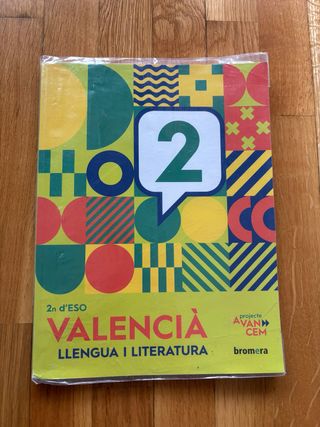 2
2n d'ESO
VALENCIÀ
LLENGUA I LITERATURA
projecte
AVAN
CEM
bromera